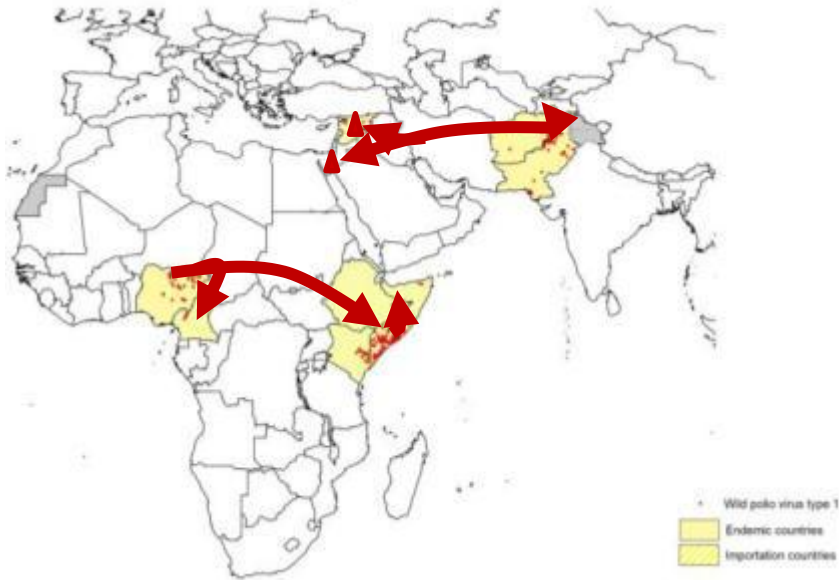 Wild polio virus type 1
Endemic countries
Importation countries